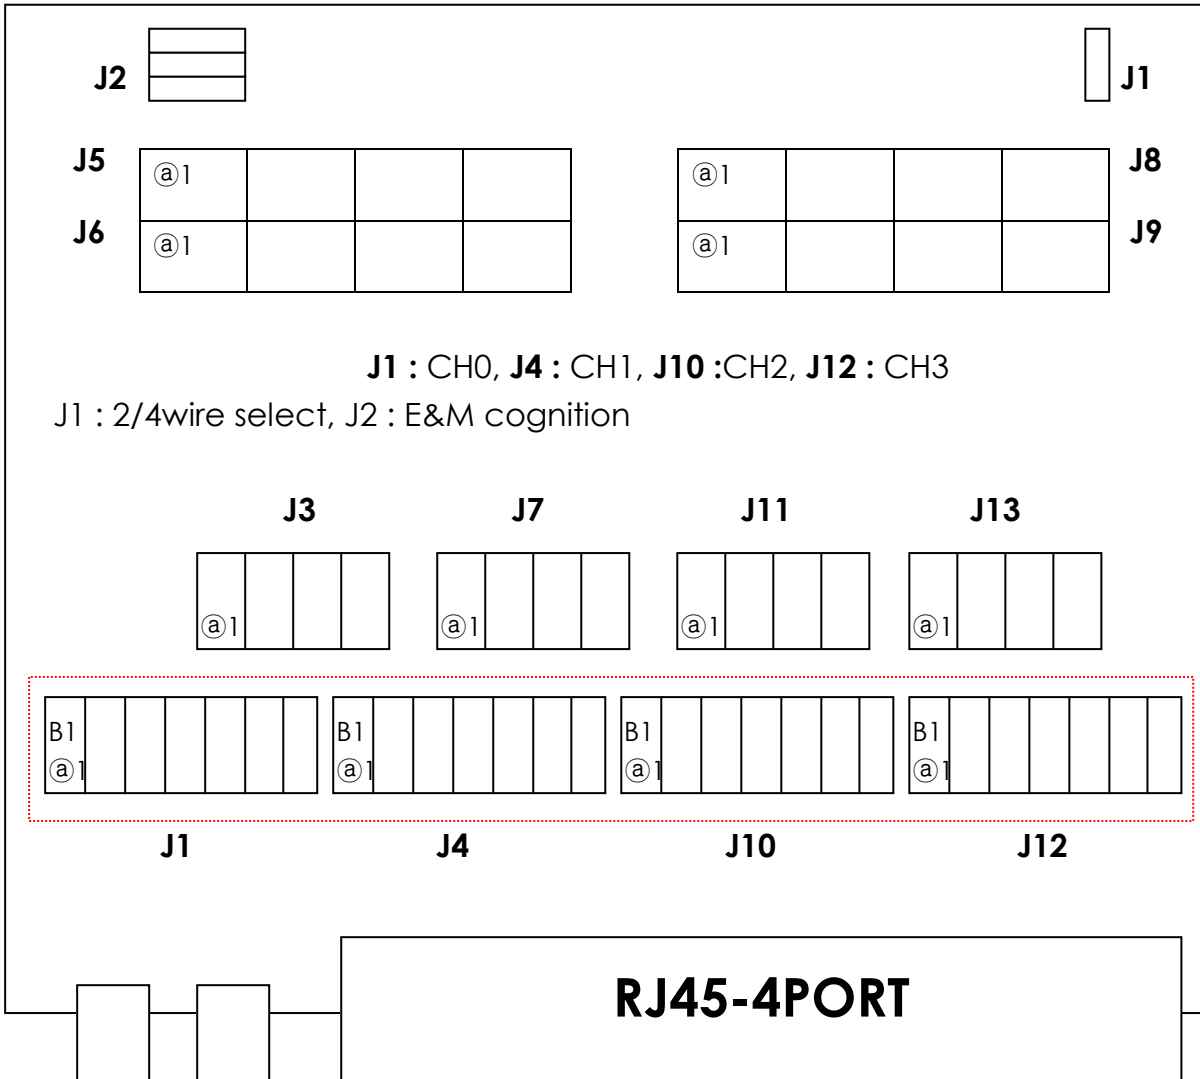 J2
J1
J5
ⓐ1
ⓐ1
J8
J6
ⓐ1
ⓐ1
J9
J1 : CH0, J4 : CH1, J10 :CH2, J12 : CH3
J1 : 2/4wire select, J2 : E&M cognition
J3
J7
J11
J13
ⓐ1
ⓐ1
ⓐ1
ⓐ1
B1
B1
B1
B1
ⓐ1
ⓐ1
ⓐ1
ⓐ1
J1
J4
J10
J12
RJ45-4PORT